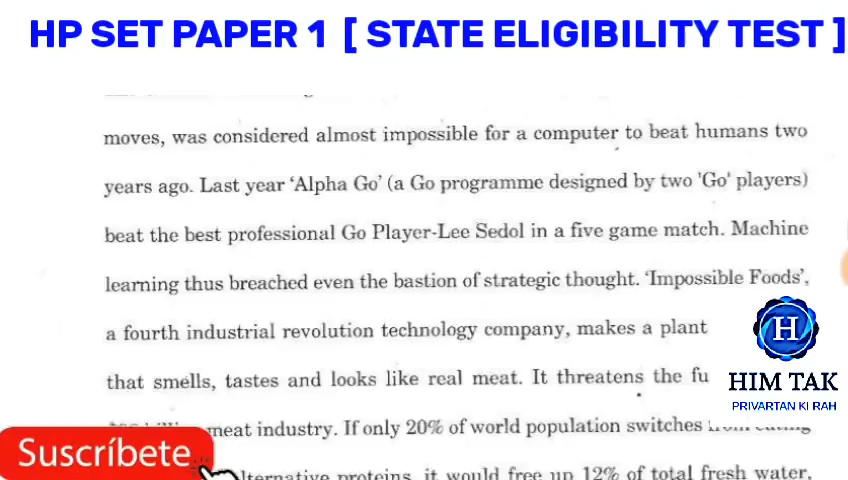 HP SET PAPER 1 [ STATE ELIGIBILITY TEST ]
moves, was considered almost impossible for a computer to beat humans two
years ago. Last year ‘Alpha Go’ (a Go programme designed by two 'Go' players)
beat the best professional Go Player-Lee Sedol in a five game match. Machine
learning thus breached even the bastion of strategic thought. ‘Impossible Foods’,
a fourth industrial revolution technology company, makes a plant
that smells, tastes and looks like real meat. It threatens the fu
meat industry. If only 20% of world population switches from eating
alternative proteins, it would free up 12% of total fresh water,
H
HIM TAK
PRIVARTAN KI RAH
Suscríbete